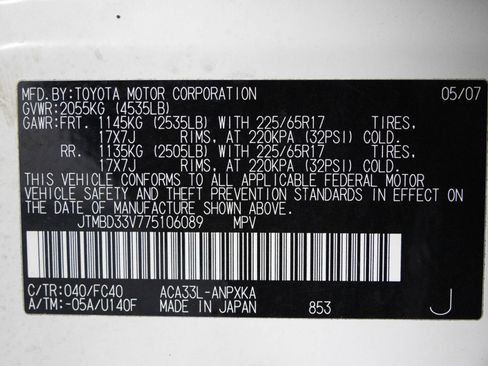 MFD.BY:TOYOTA MOTOR CORPORATION 05/07
GVWR:2055KG (4535LB)
GAWR:FRT. 1145KG (2535LB) WITH 225/65R17 TIRES,
17X7J RIMS, AT 220KPA (32PSI) COLD.
RR. 1135KG (2505LB) WITH 225/65R17 TIRES,
17X7J RIMS, AT 220KPA (32PSI) COLD.
THIS VEHICLE CONFORMS TO ALL APPLICABLE FEDERAL MOTOR
VEHICLE SAFETY AND THEFT PREVENTION STANDARDS IN EFFECT ON
THE DATE OF MANUFACTURE SHOWN ABOVE.
JTMBD33V775106089 MPV
C/TR:040/FC40 ACA33L-ANPXKA
A/TM:-05A/U140F MADE IN JAPAN 853 J